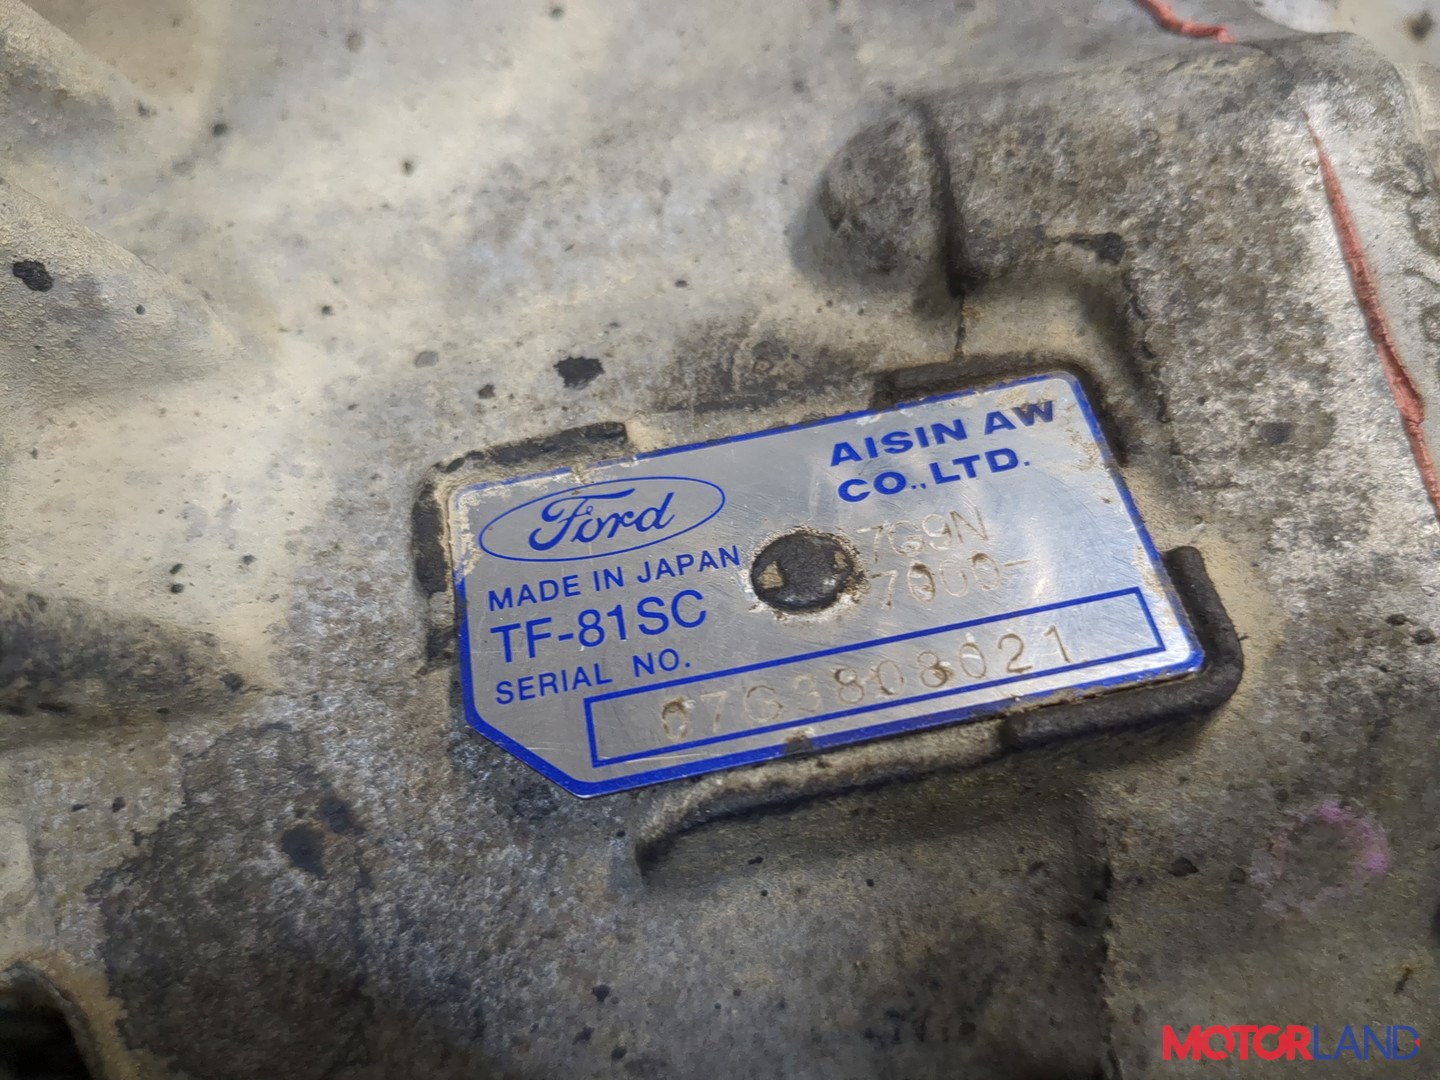 AISIN AW
CO.,LTD.
Ford
MADE IN JAPAN
7G9N
7000-
TF-81SC
SERIAL NO.
07G3808021
MOTORLAND